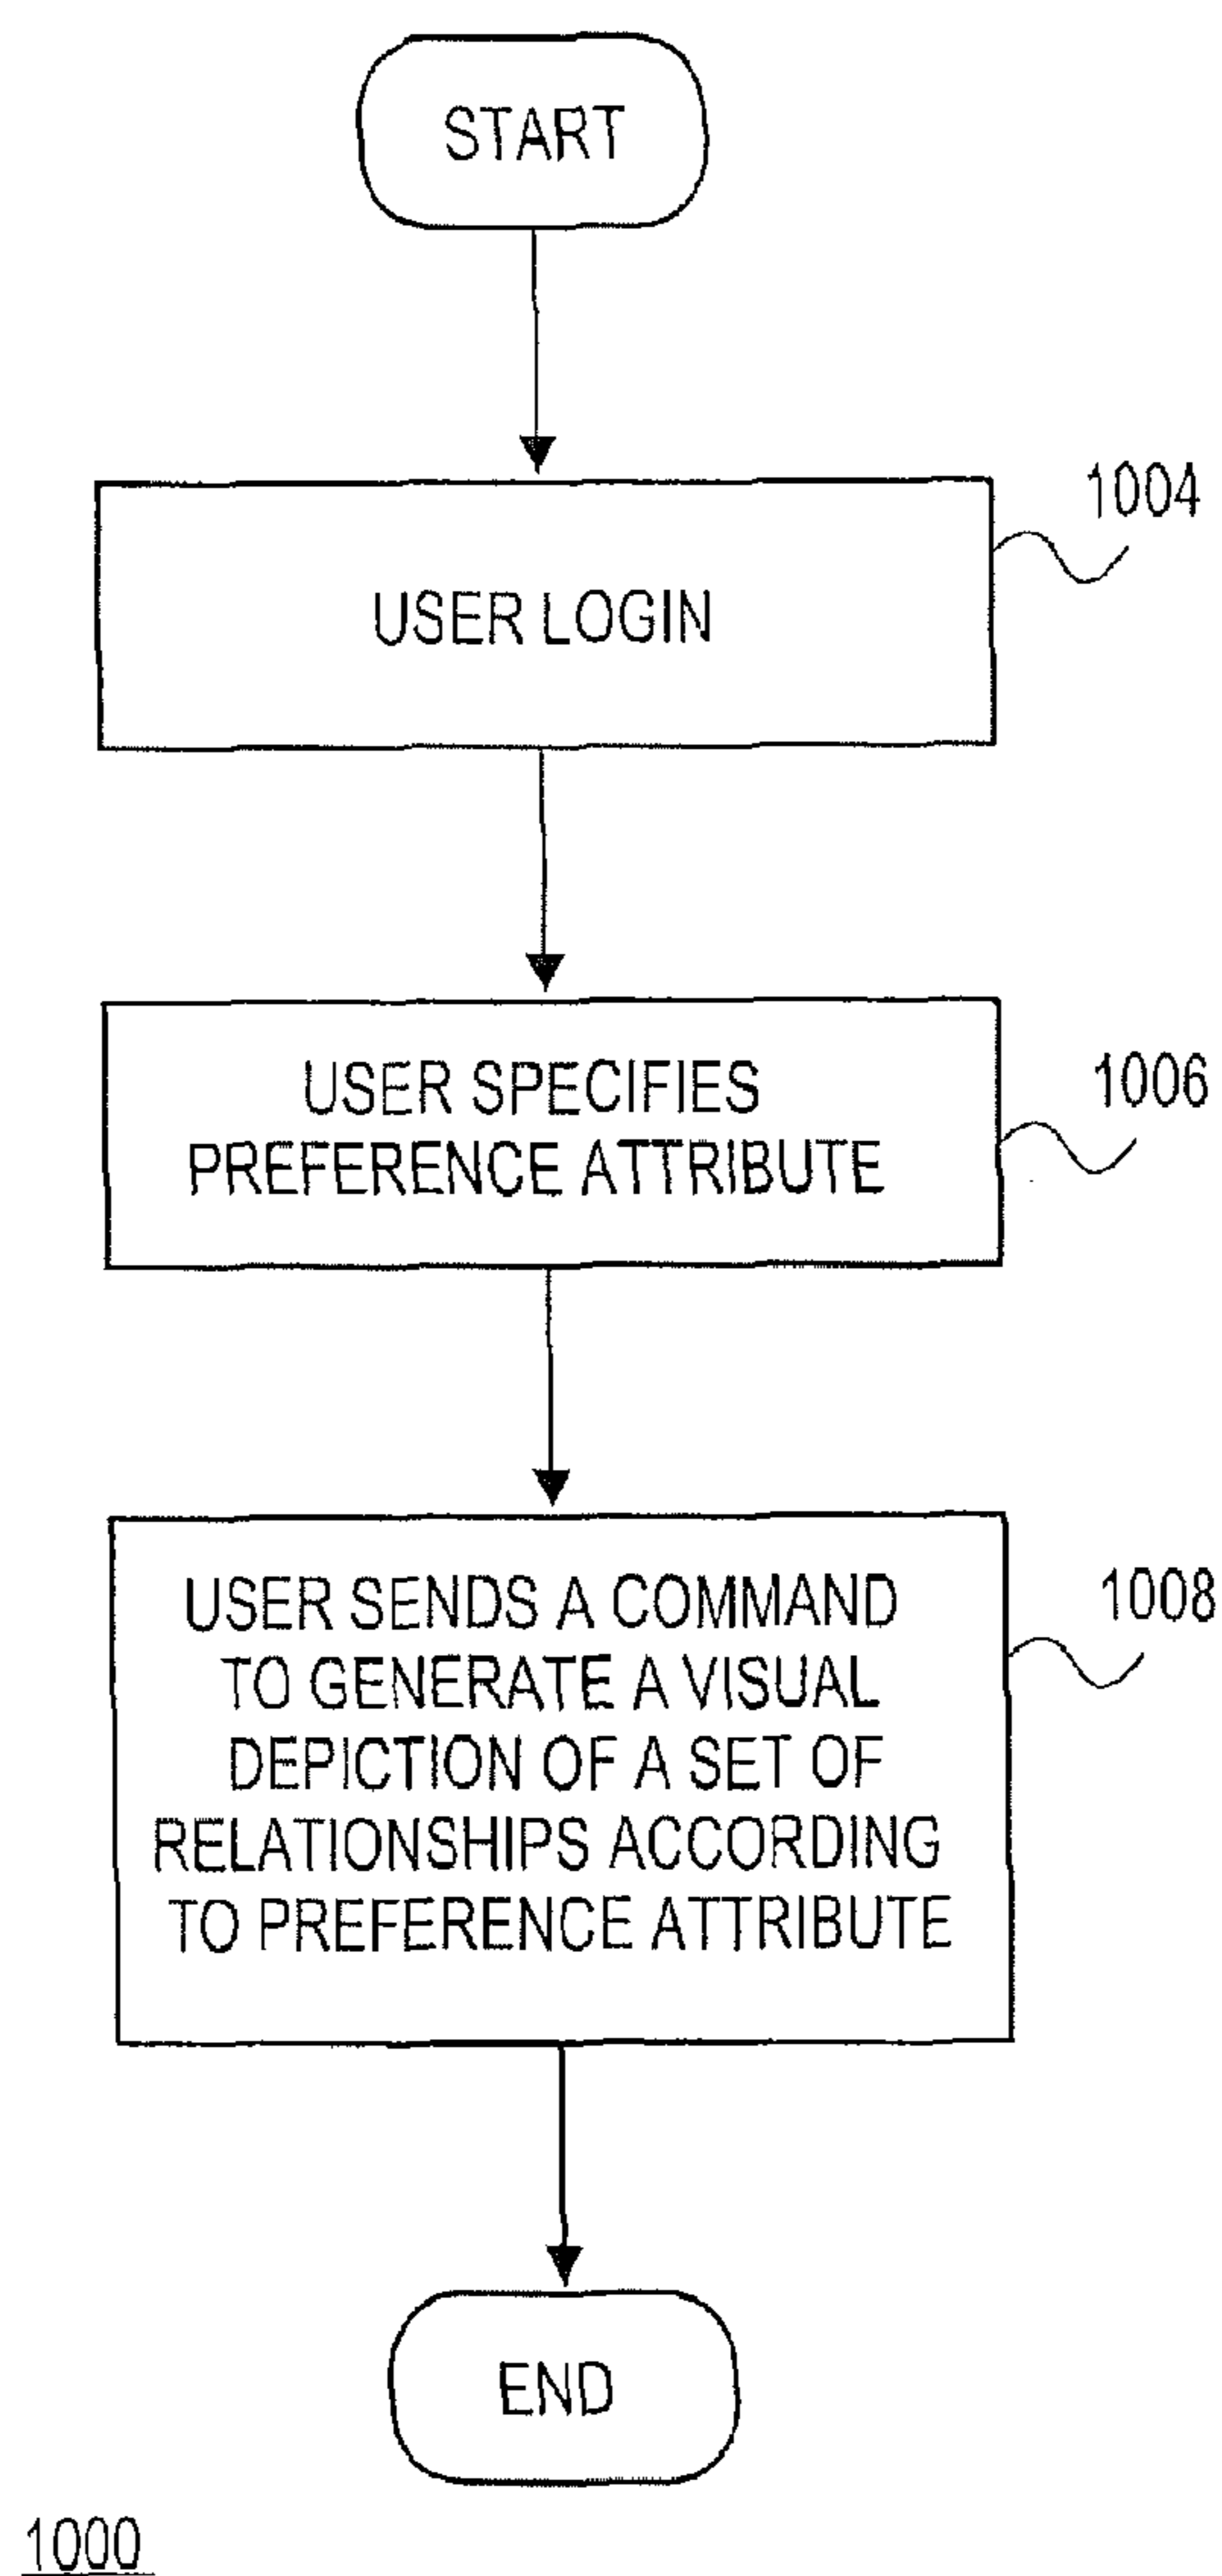 START
1004
USER LOGIN
1006
USER SPECIFIES
PREFERENCE ATTRIBUTE
1008
USER SENDS A COMMAND
TO GENERATE A VISUAL
DEPICTION OF A SET OF
RELATIONSHIPS ACCORDING
TO PREFERENCE ATTRIBUTE
END
1000